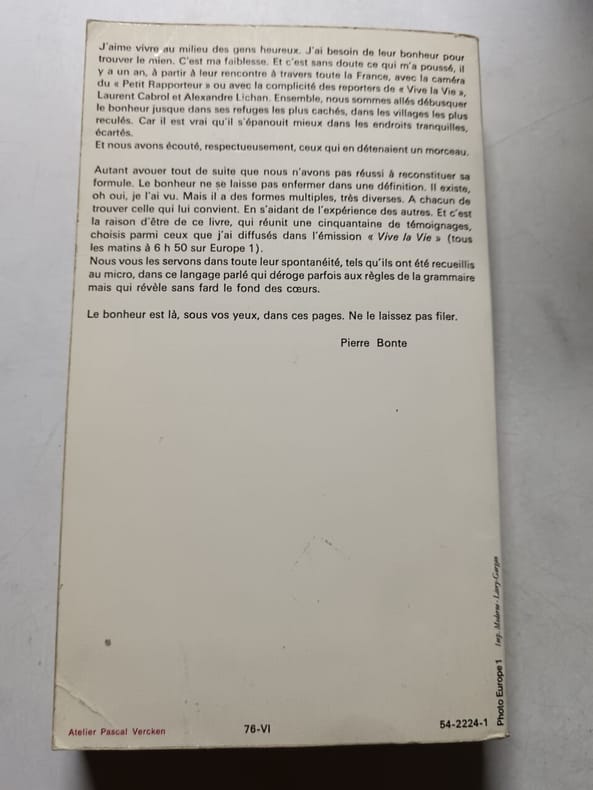 J'aime vivre au milieu des gens heureux. J'ai besoin de leur bonheur pour
trouver le mien. C'est ma faiblesse. Et c'est sans doute ce qui m'a poussé, il
y a un an, à partir à leur rencontre à travers toute la France, avec la caméra
du « Petit Rapporteur » ou avec la complicité des reporters de « Vive la Vie »,
Laurent Cabrol et Alexandre Lichan. Ensemble, nous sommes allés débusquer
le bonheur jusque dans ses refuges les plus cachés, dans les villages les plus
reculés. Car il est vrai qu'il s'épanouit mieux dans les endroits tranquilles,
écartés.
Et nous avons écouté, respectueusement, ceux qui en détenaient un morceau.
Autant avouer tout de suite que nous n'avons pas réussi à reconstituer sa
formule. Le bonheur ne se laisse pas enfermer dans une définition. Il existe,
oh oui, je l'ai vu. Mais il a des formes multiples, très diverses. A chacun de
trouver celle qui lui convient. En s'aidant de l'expérience des autres. Et c'est
la raison d'être de ce livre, qui réunit une cinquantaine de témoignages,
choisis parmi ceux que j'ai diffusés dans l'émission « Vive la Vie » (tous
les matins à 6 h 50 sur Europe 1).
Nous vous les servons dans toute leur spontanéité, tels qu'ils ont été recueillis
au micro, dans ce langage parlé qui déroge parfois aux règles de la grammaire
mais qui révèle sans fard le fond des cœurs.
Le bonheur est là, sous vos yeux, dans ces pages. Ne le laissez pas filer.
Pierre Bonte
Atelier Pascal Vercken
76-VI
54-2224-1
Photo Europe 1
Imp. Moderne - Lavry-Gargan